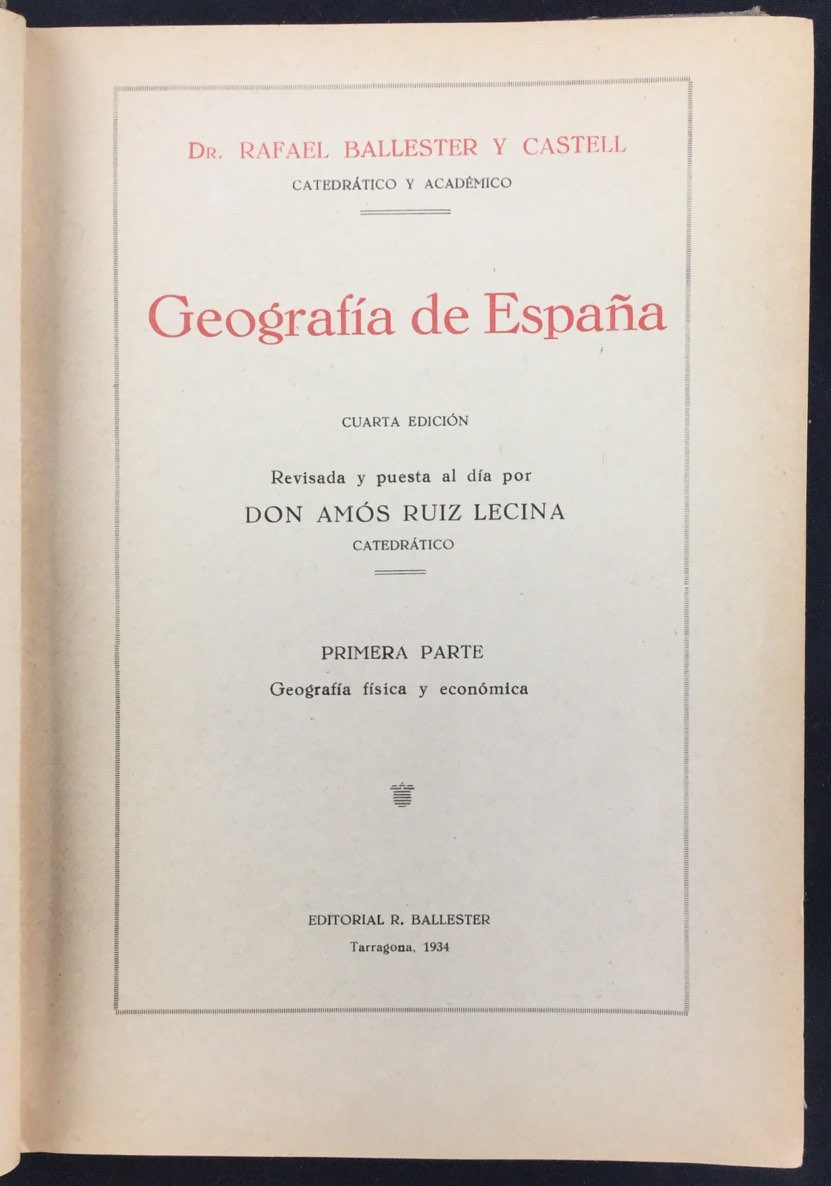 DR. RAFAEL BALLESTER Y CASTELL
CATEDRÁTICO Y ACADÉMICO
Geografía de España
CUARTA EDICIÓN
Revisada y puesta al día por
DON AMÓS RUIZ LECINA
CATEDRÁTICO
PRIMERA PARTE
Geografía física y económica
EDITORIAL R. BALLESTER
Tarragona, 1934